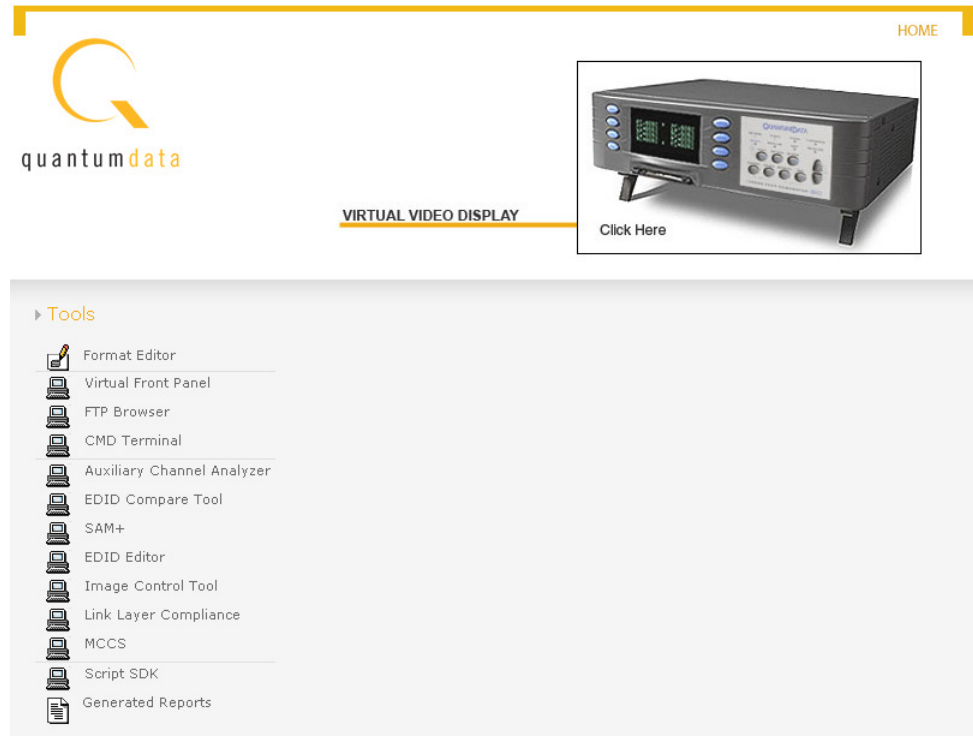 HOME
quantumdata
QUANTUMDATA
VIRTUAL VIDEO DISPLAY
Click Here
Tools
Format Editor
Virtual Front Panel
FTP Browser
CMD Terminal
Auxiliary Channel Analyzer
EDID Compare Tool
SAM+
EDID Editor
Image Control Tool
Link Layer Compliance
MCCS
Script SDK
Generated Reports